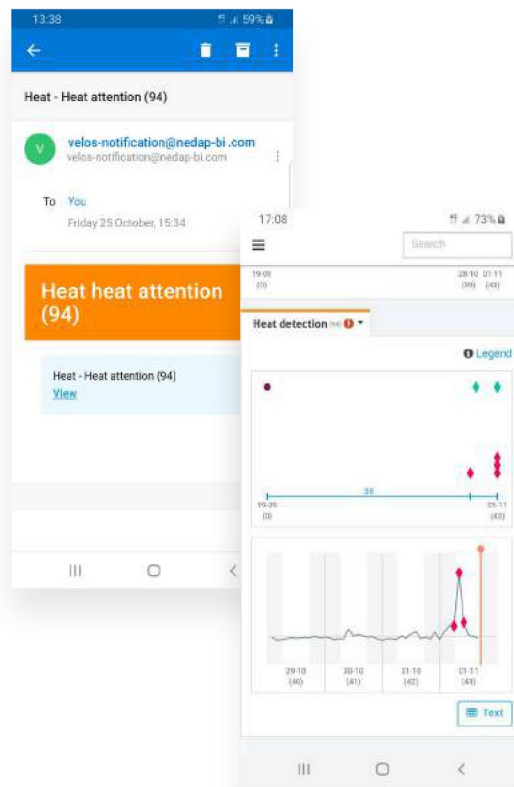 13:38
59%
Heat - Heat attention (94)
V
velos-notification@nedap-bi .com
velos-notification@nedap-bi.com
To You
Friday 25 October, 15:34
Heat heat attention
(94)
Heat - Heat attention (94)
View
17:08
73%
Search
19-09
28-10 01-11
(0)
(39) (43)
Heat detection (94)
Legend
38
19-09
01-11
(0)
(43)
29-10
30-10
31-10
01-11
(40)
(41)
(42)
(43)
Text